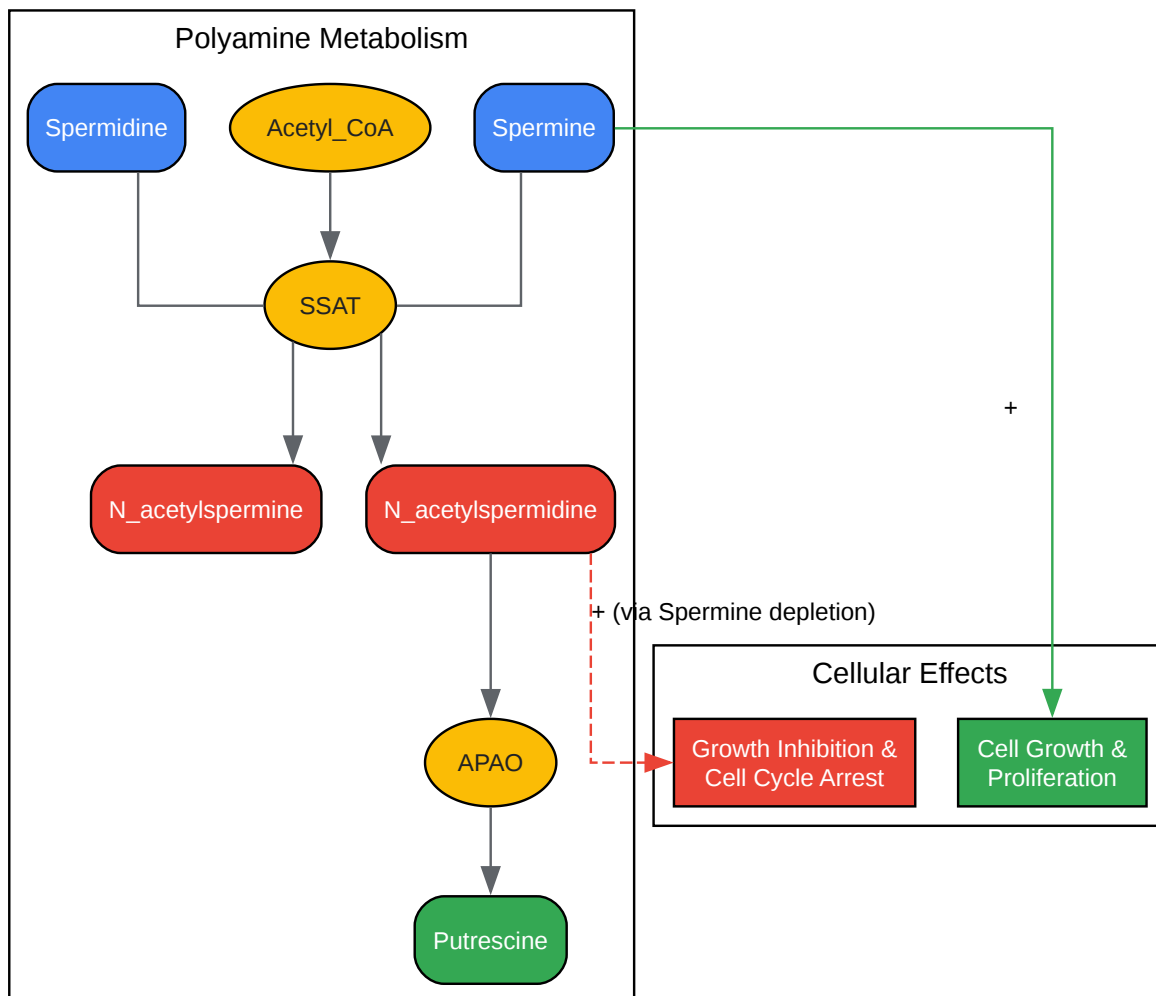 Polyamine Metabolism
Spermidine
Acetyl_CoA
Spermine
SSAT
+
N_acetylspermine
N_acetylspermidine
+ (via Spermine depletion)
Cellular Effects
Growth Inhibition &
Cell Cycle Arrest
Cell Growth &
Proliferation
APAO
Putrescine